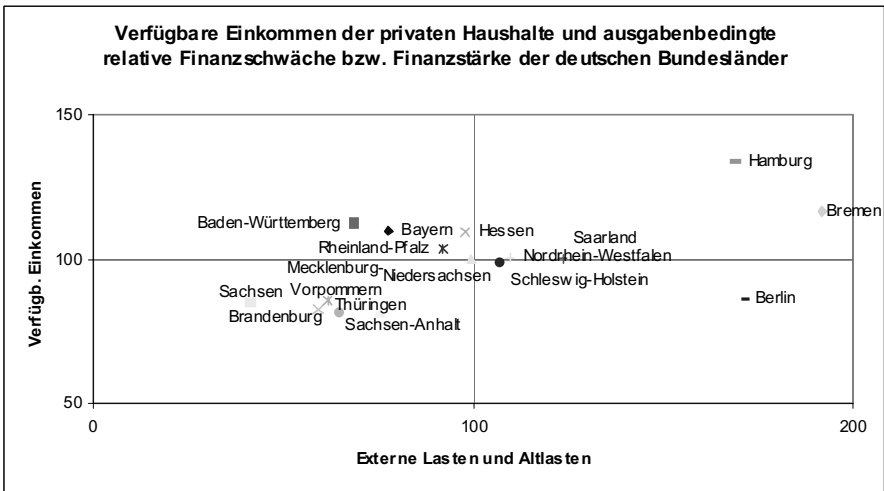 Verfügbare Einkommen der privaten Haushalte und ausgabenbedingte
relative Finanzschwäche bzw. Finanzstärke der deutschen Bundesländer
150
Hamburg
Bremen
Baden-Württemberg
Bayern
Hessen
Saarland
Rheinland-Pfalz
Nordrhein-Westfalen
100
Mecklenburg-
Vorpommern
Niedersachsen
Schleswig-Holstein
Sachsen
Thüringen
Berlin
Brandenburg
Sachsen-Anhalt
50
0
100
200
Verfügb. Einkommen
Externe Lasten und Altlasten